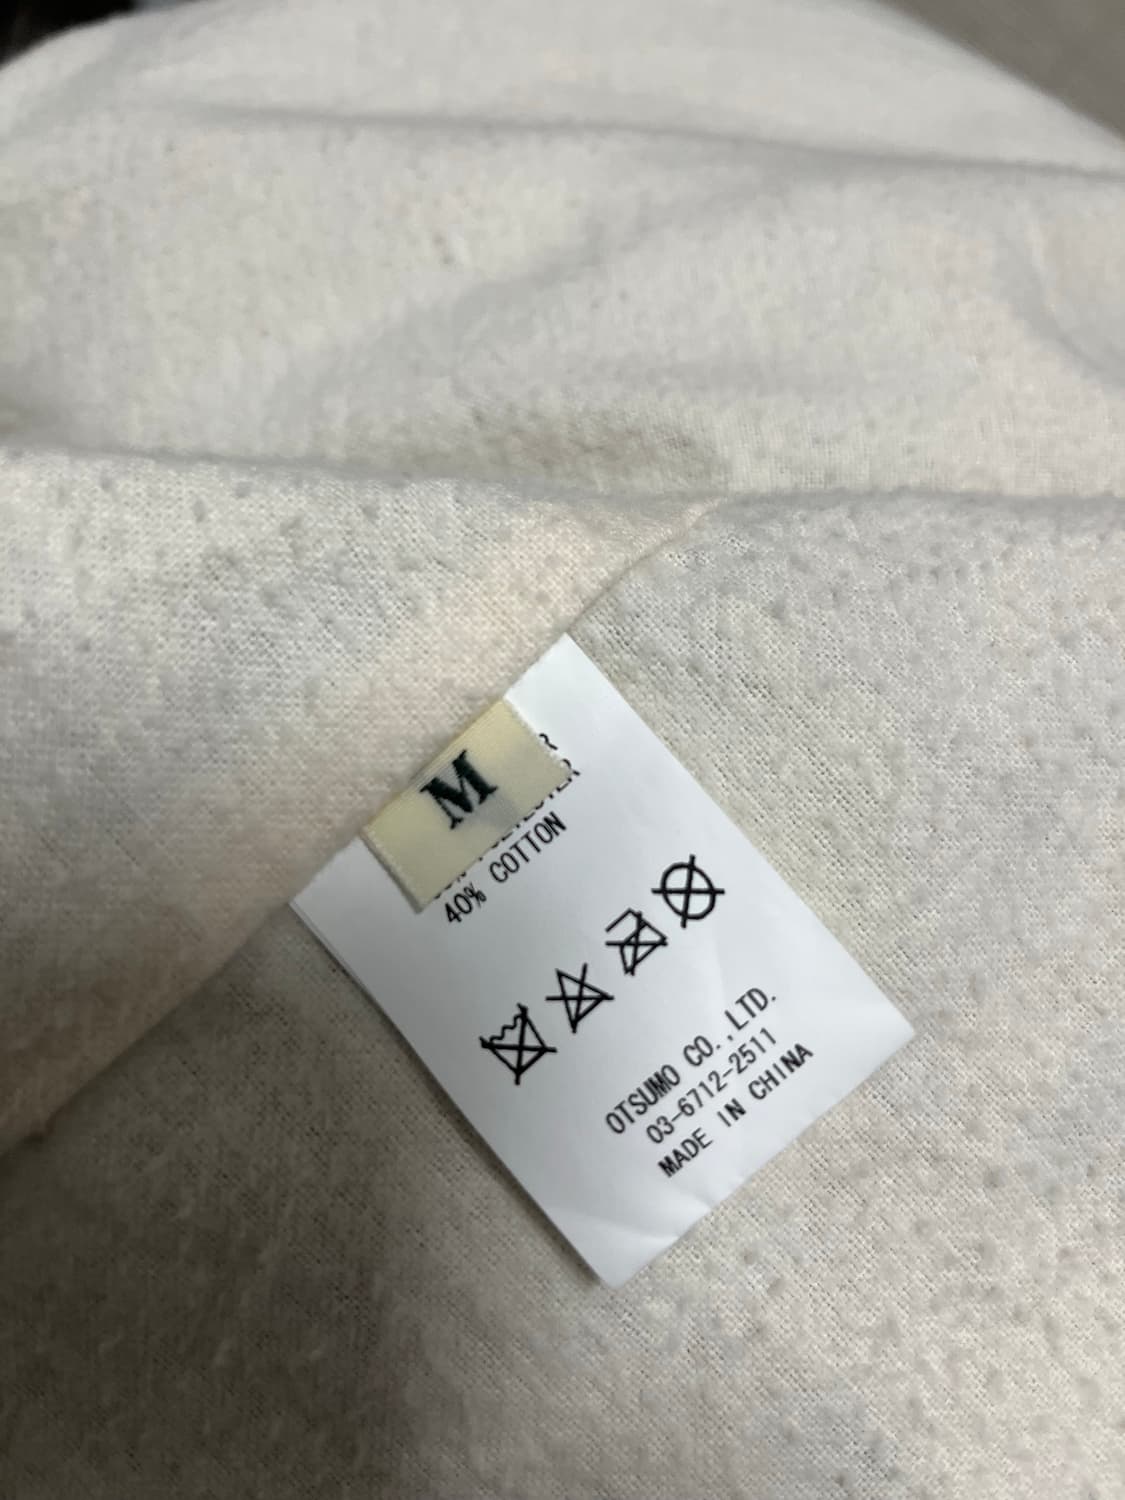 M
40% COTTON
OTSUMO CO.,LTD.
03-6712-2511
MADE IN CHINA